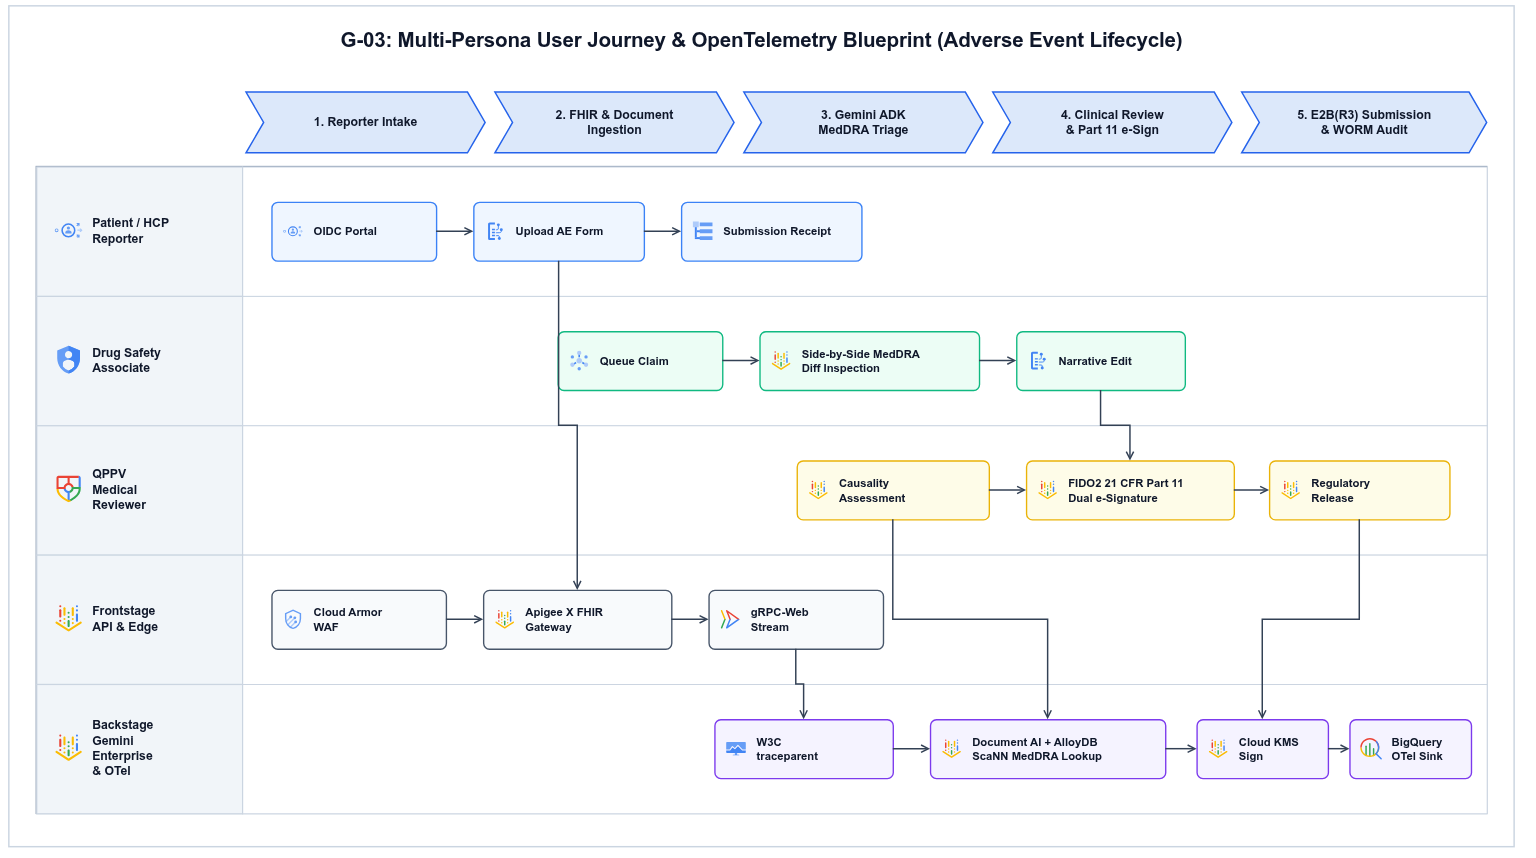 G-03: Multi-Persona User Journey & OpenTelemetry Blueprint (Adverse Event Lifecycle)
1. Reporter Intake
2. FHIR & Document
Ingestion
3. Gemini ADK
MedDRA Triage
4. Clinical Review
& Part 11 e-Sign
5. E2B(R3) Submission
& WORM Audit
Patient / HCP
Reporter
OIDC Portal
Upload AE Form
Submission Receipt
Drug Safety
Associate
Queue Claim
Side-by-Side MedDRA
Diff Inspection
Narrative Edit
QPPV
Medical
Reviewer
Causality
Assessment
FIDO2 21 CFR Part 11
Dual e-Signature
Regulatory
Release
Frontstage
API & Edge
Cloud Armor
WAF
Apigee X FHIR
Gateway
gRPC-Web
Stream
Backstage
Gemini
Enterprise
& OTel
W3C
traceparent
Document AI + AlloyDB
ScaNN MedDRA Lookup
Cloud KMS
Sign
BigQuery
OTel Sink